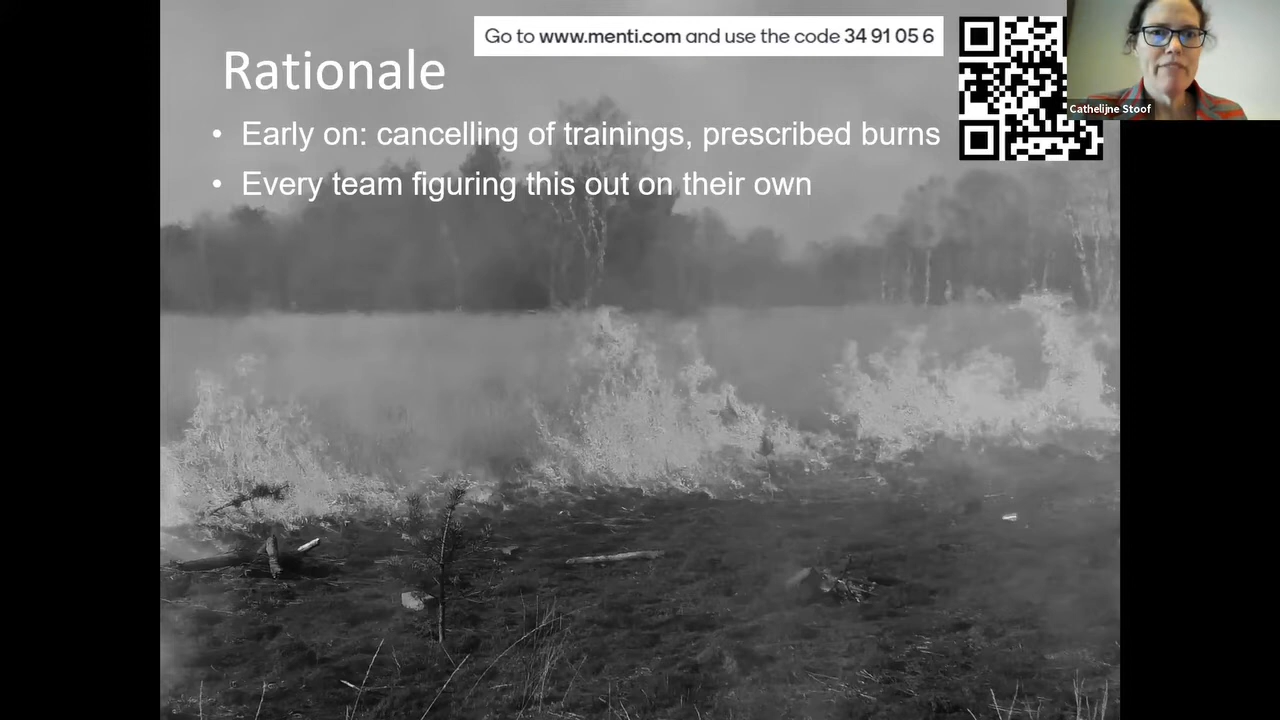 Go to www.menti.com and use the code 34 91 05 6
Rationale
Cathelijne Stoof
• Early on: cancelling of trainings, prescribed burns
• Every team figuring this out on their own